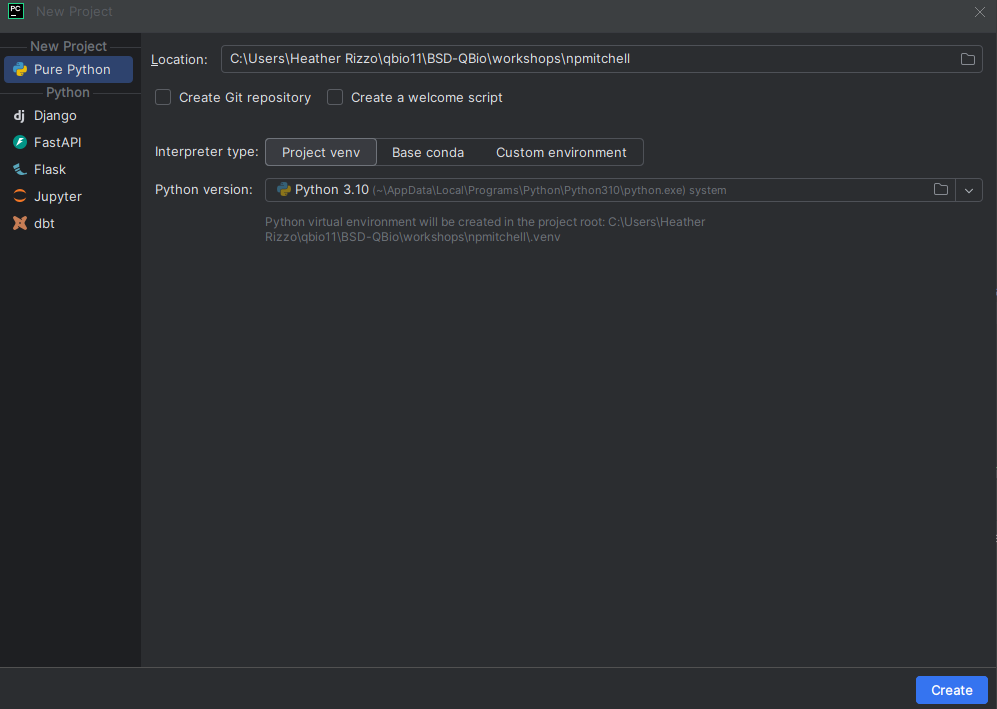 PC
New Project
New Project
Pure Python
Python
dj Django
FastAPI
Flask
Jupyter
dbt
Location: C:\Users\Heather Rizzo\qbio11\BSD-QBio\workshops\npmitchell
Create Git repository Create a welcome script
Interpreter type: Project venv Base conda Custom environment
Python version: Python 3.10 (~\AppData\Local\Programs\Python\Python310\python.exe) system
Python virtual environment will be created in the project root: C:\Users\Heather
Rizzo\qbio11\BSD-QBio\workshops\npmitchell\.venv
Create